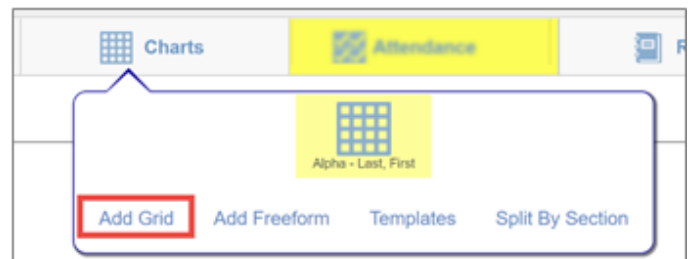 Charts Attendance R
Alpha - Last, First
Add Grid Add Freeform Templates Split By Section